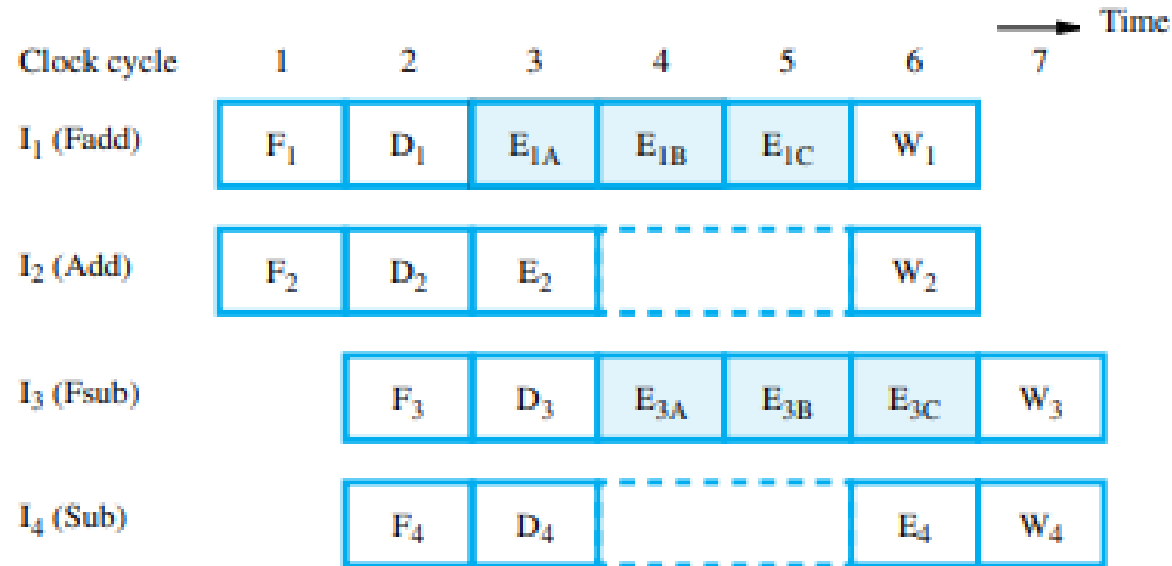 Time
Clock cycle 1 2 3 4 5 6 7
I₁ (Fadd) F₁ D₁ E₁A E₁B E₁C W₁
I₂ (Add) F₂ D₂ E₂ W₂
I₃ (Fsub) F₃ D₃ E₃A E₃B E₃C W₃
I₄ (Sub) F₄ D₄ E₄ W₄